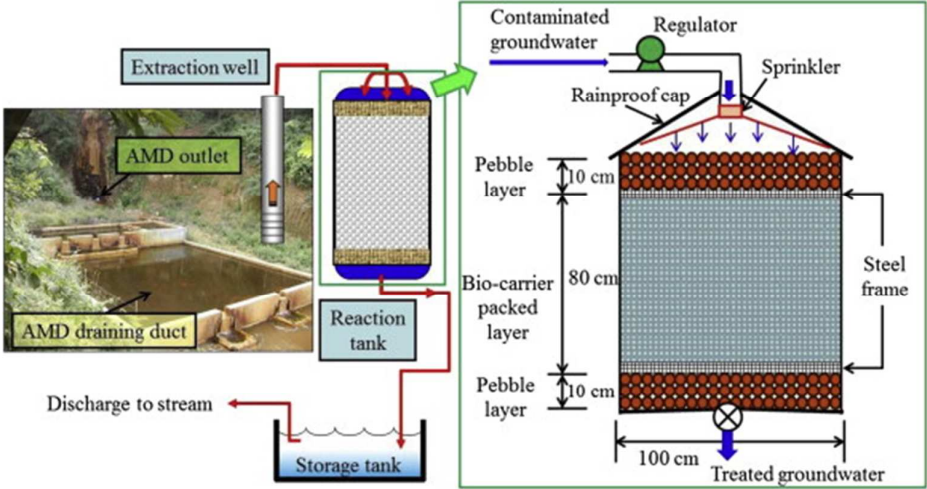 Extraction well
AMD outlet
AMD draining duct
Reaction
tank
Discharge to stream
Storage tank
Contaminated
groundwater
Regulator
Sprinkler
Rainproof cap
Pebble
layer
10 cm
Bio-carrier
packed
layer
80 cm
Steel
frame
Pebble
layer
10 cm
100 cm
Treated groundwater